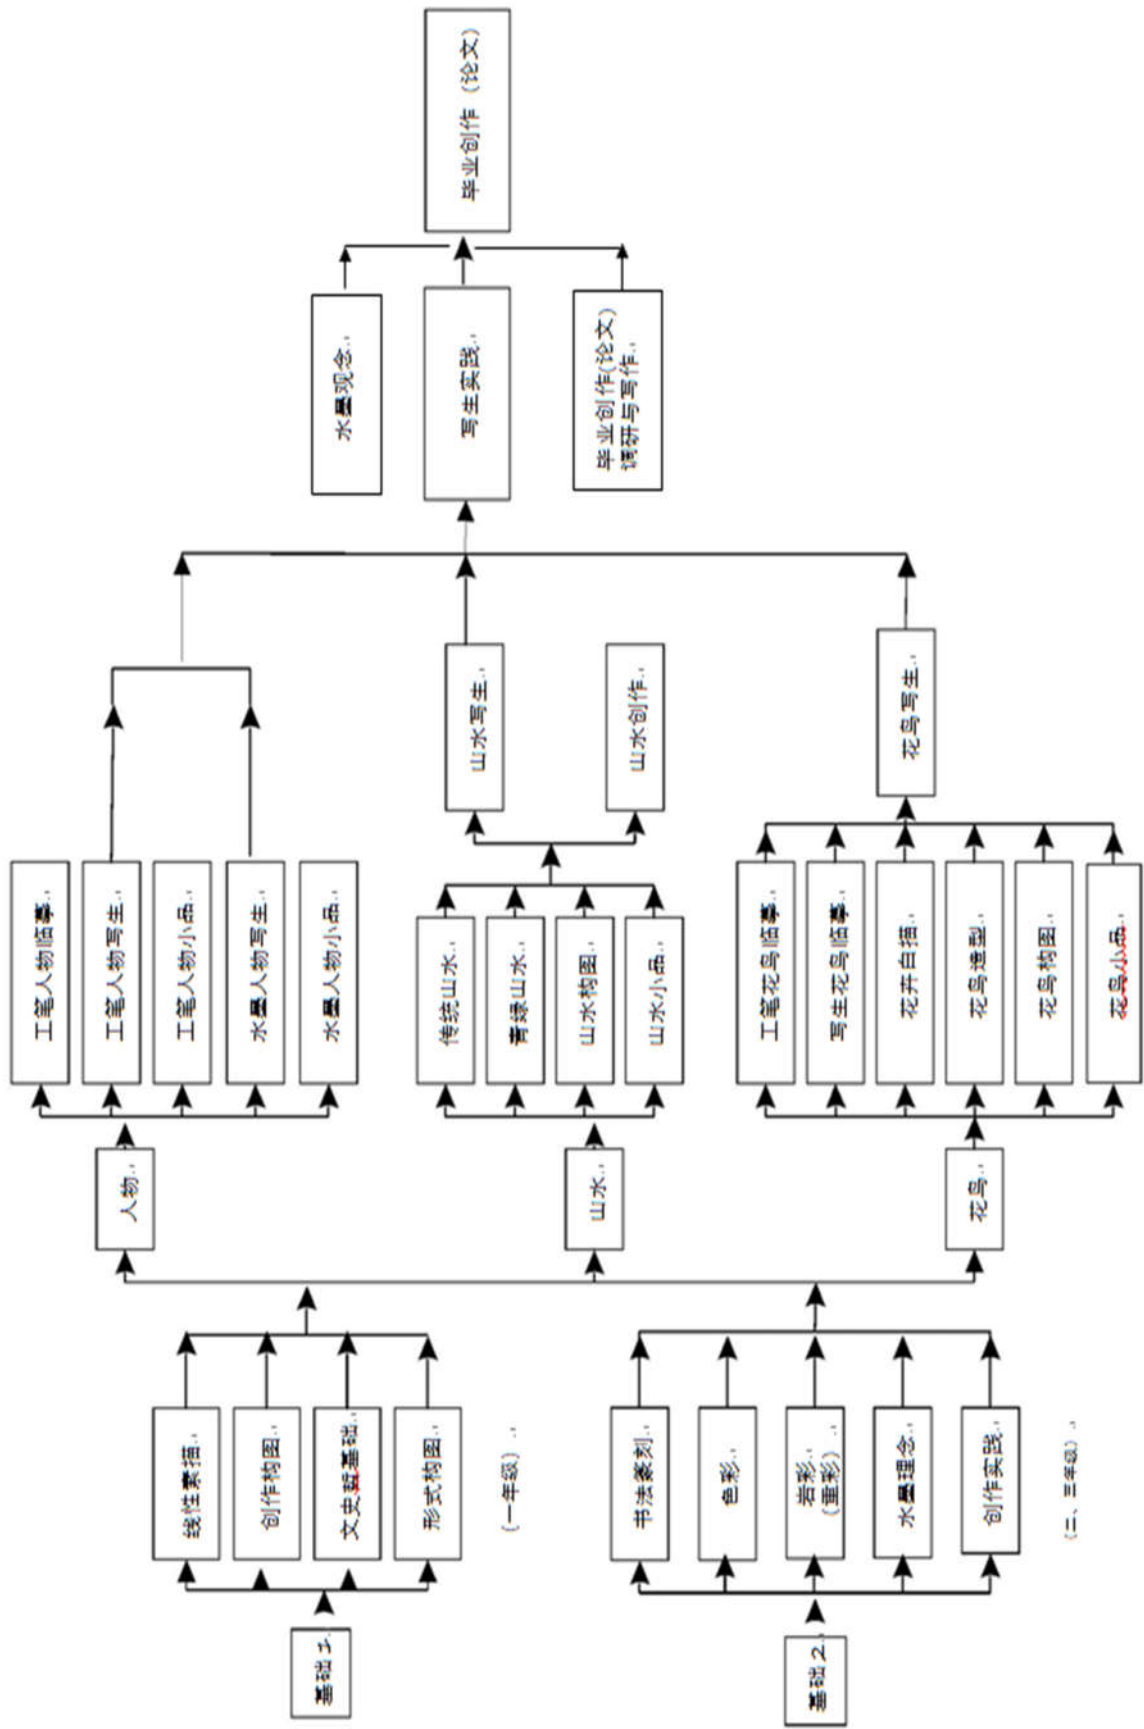 基础 1
线性素描
创作构图
文史哲基础
形式构图
(一年级)
基础 2
书法篆刻
色彩
岩彩
(重彩)
水墨理念
创作实践
(二、三年级)
人物
工笔人物临摹
工笔人物写生
工笔人物小品
水墨人物写生
水墨人物小品
山水
传统山水
青绿山水
山水构图
山水小品
山水写生
山水创作
花鸟
工笔花鸟临摹
写生花鸟临摹
花卉白描
花鸟造型
花鸟构图
花鸟小品
花鸟写生
水墨观念
写生实践
毕业创作(论文)
调研与写作
毕业创作（论文）